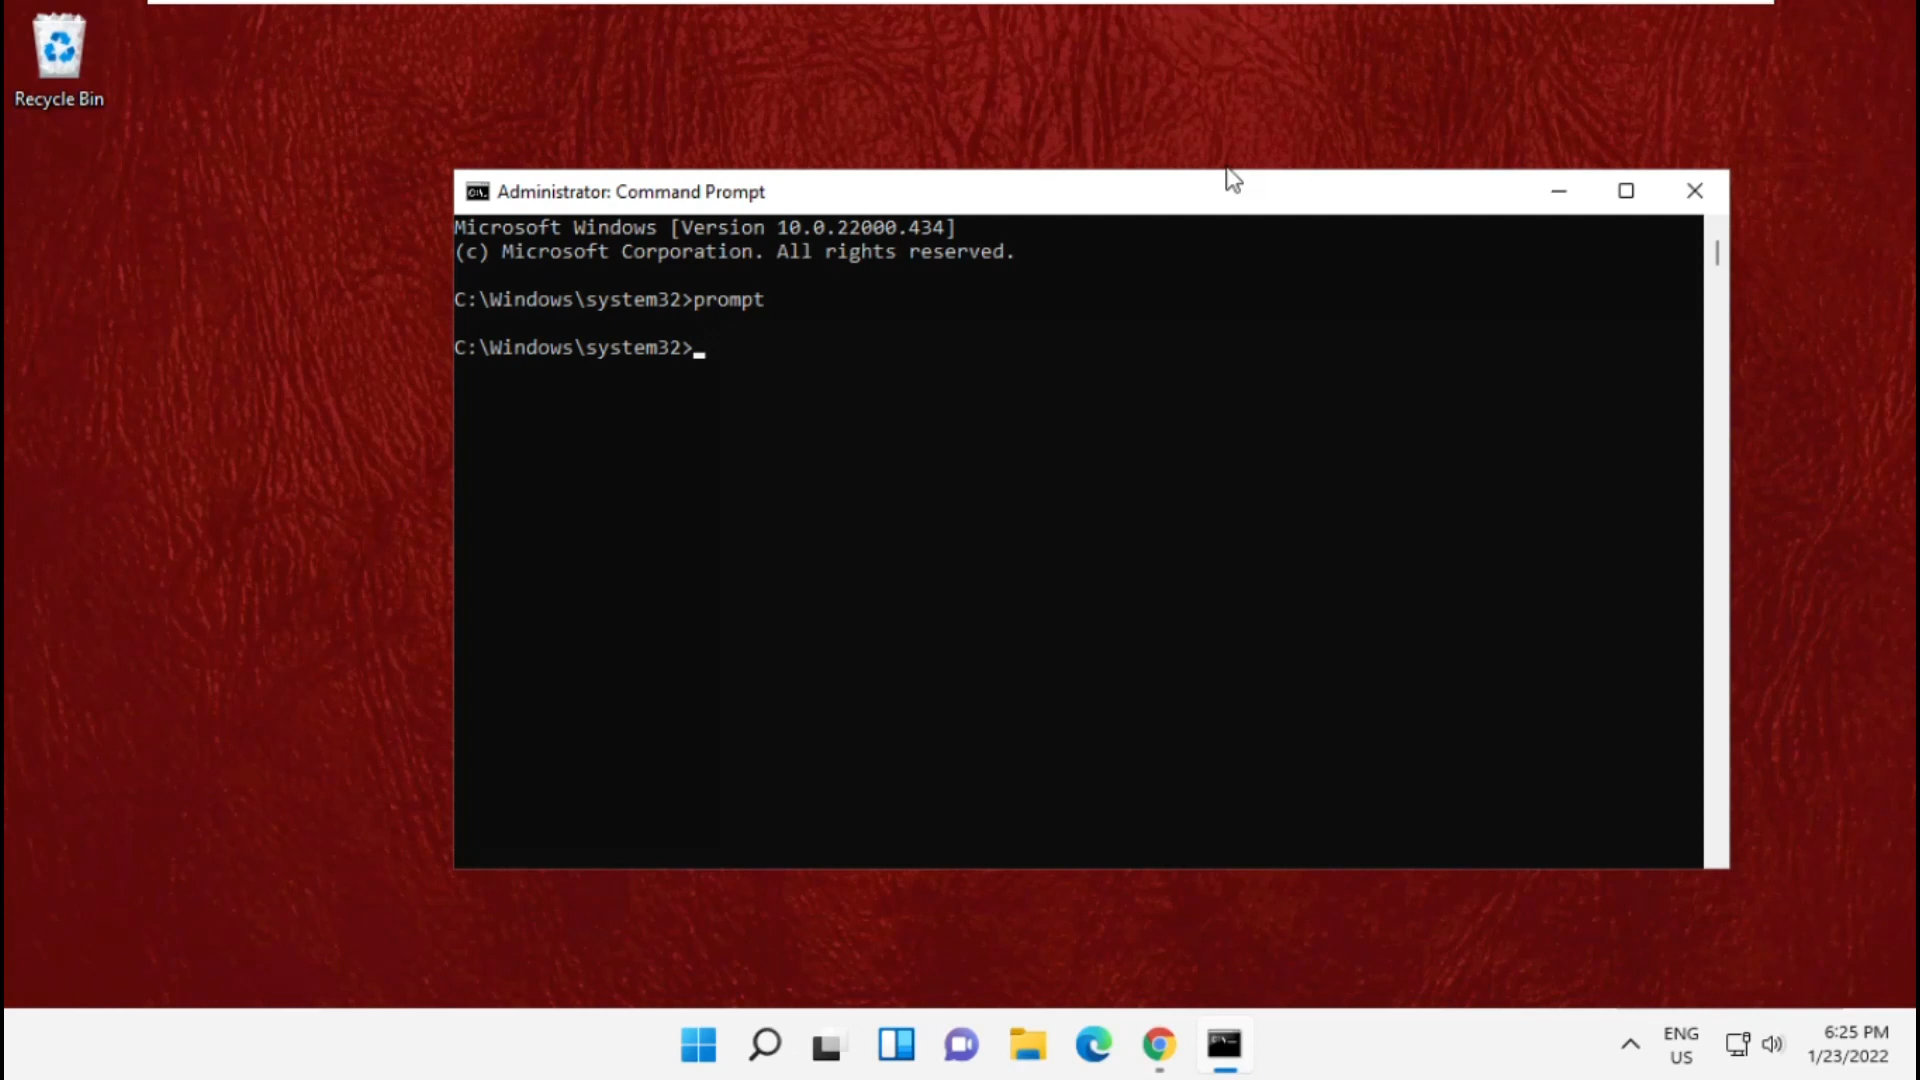 Recycle Bin
Administrator: Command Prompt
Microsoft Windows [Version 10.0.22000.434]
(c) Microsoft Corporation. All rights reserved.
C:\Windows\system32>prompt
C:\Windows\system32>
ENG
US
6:25 PM
1/23/2022